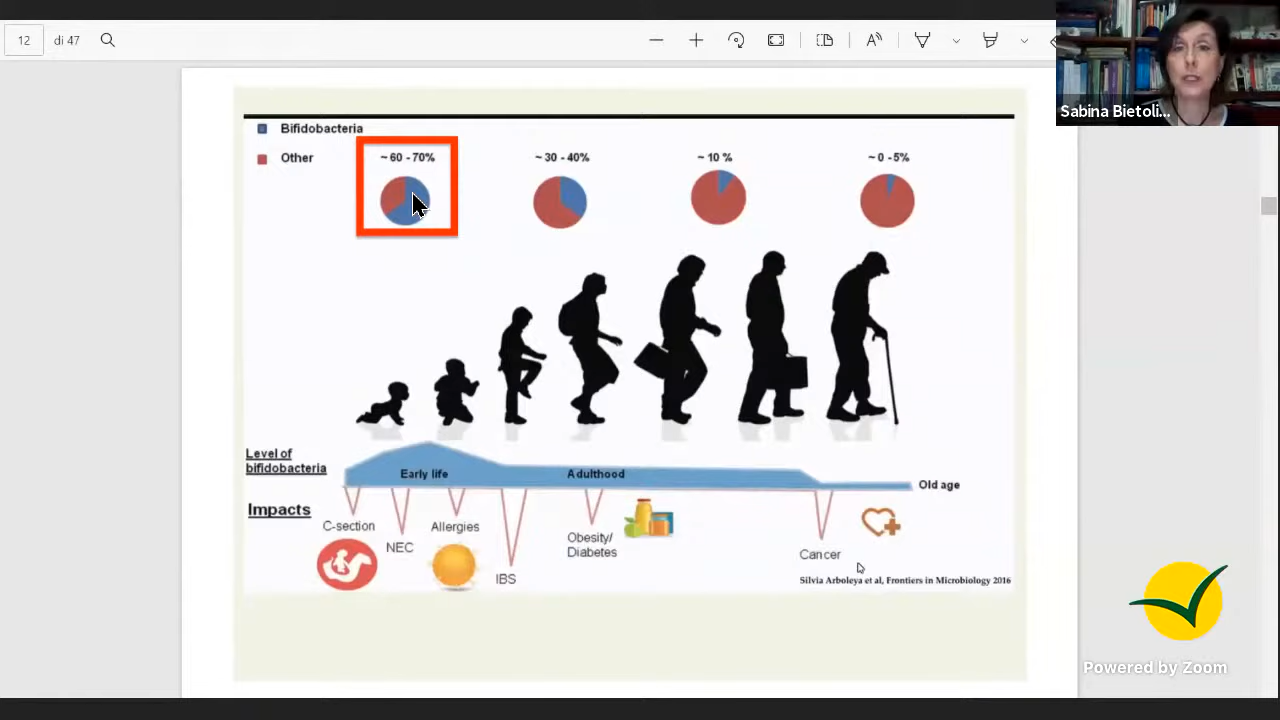 12 di 47
Sabina Bietoli...
Bifidobacteria
Other
~ 60 - 70%
~ 30 - 40%
~ 10 %
~ 0 - 5%
Level of
bifidobacteria
Early life
Adulthood
Old age
Impacts
C-section
NEC
Allergies
IBS
Obesity/
Diabetes
Cancer
Silvia Arboleya et al, Frontiers in Microbiology 2016
Powered by Zoom